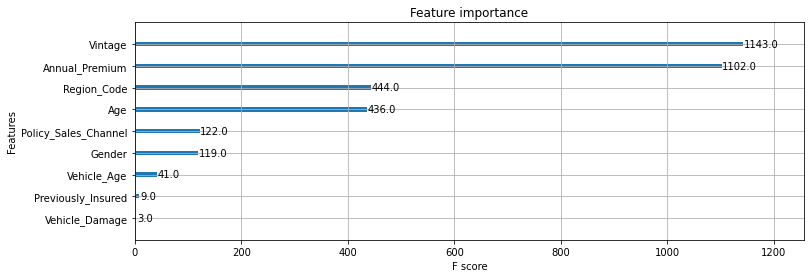 Feature importance
Features
Vintage 1143.0
Annual_Premium 1102.0
Region_Code 444.0
Age 436.0
Policy_Sales_Channel 122.0
Gender 119.0
Vehicle_Age 41.0
Previously_Insured 9.0
Vehicle_Damage 3.0
0 200 400 600 800 1000 1200
F score